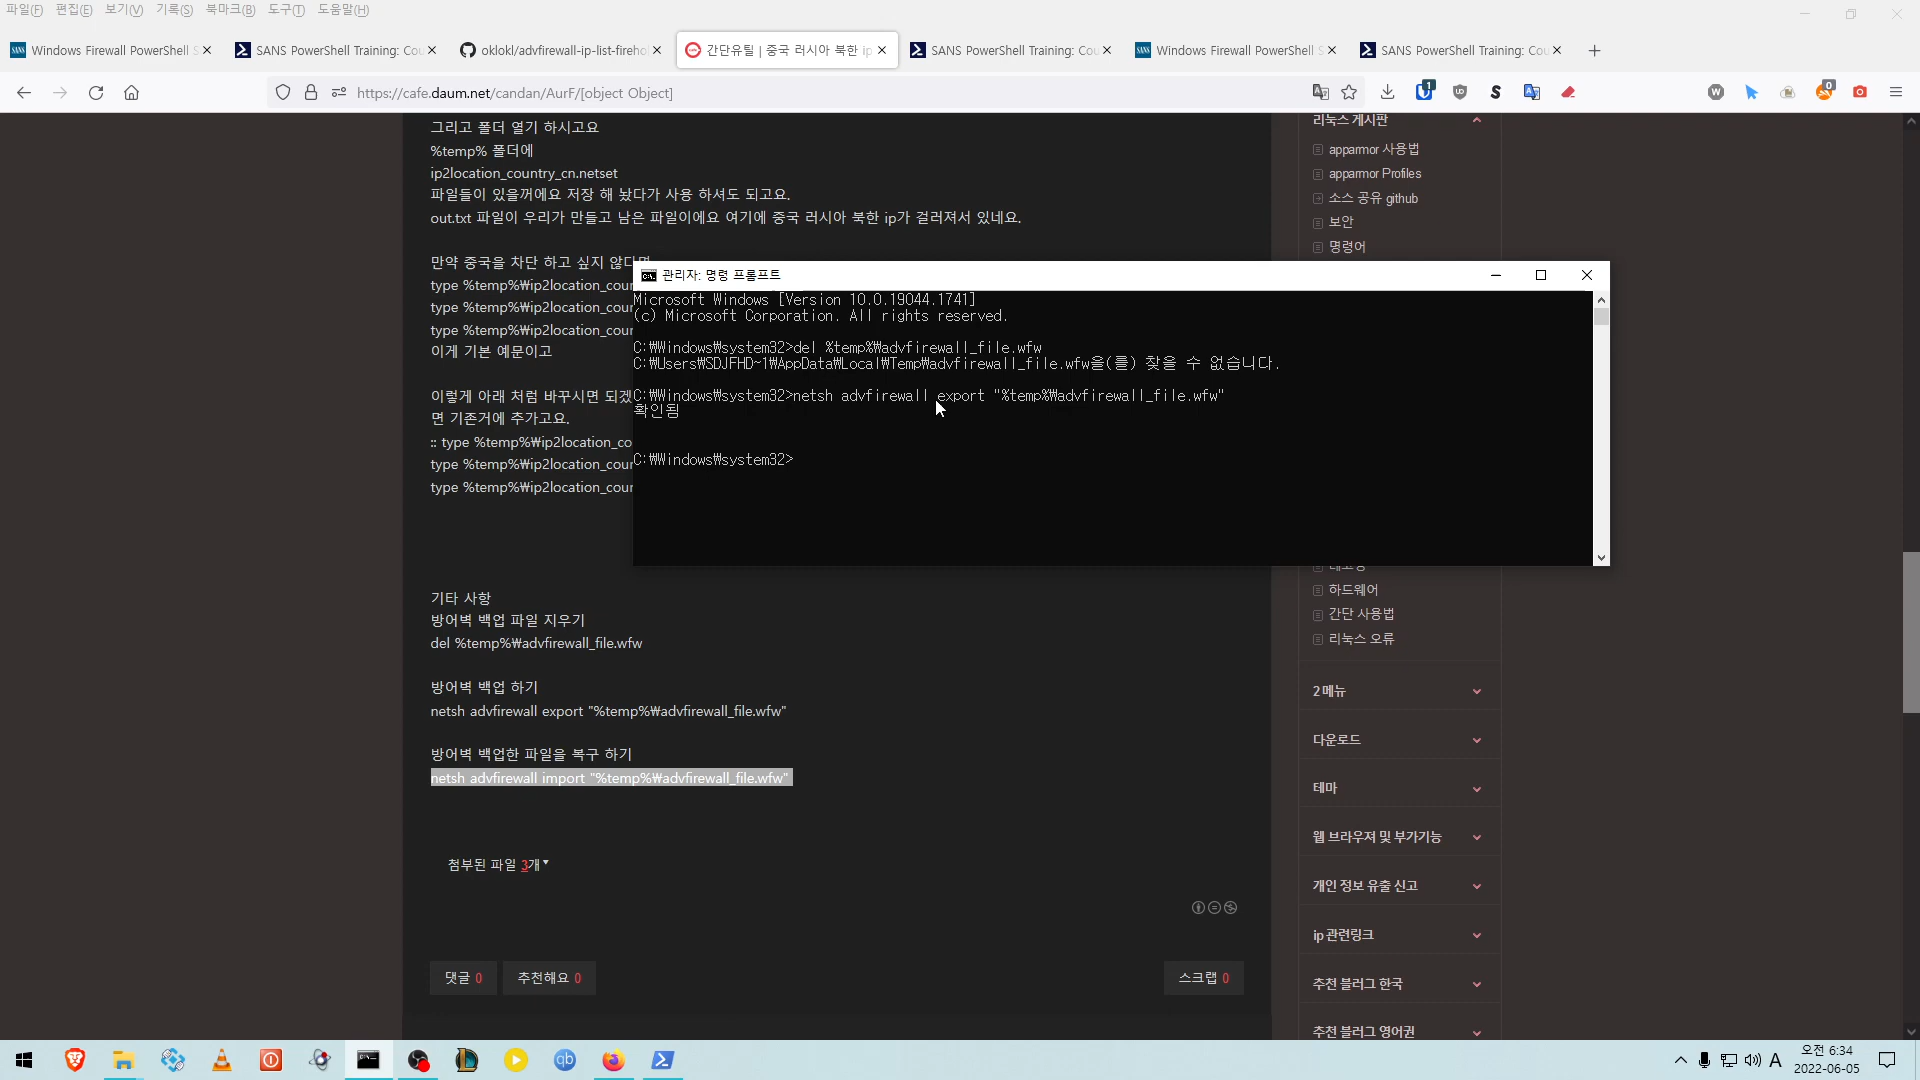 파일(F) 편집(E) 보기(V) 기록(S) 북마크(B) 도구(T) 도움말(H)
Windows Firewall PowerShell S
SANS PowerShell Training: Cou
oklokl/advfirewall-ip-list-fireho
간단유틸 | 중국 러시아 북한 ip
SANS PowerShell Training: Cou
Windows Firewall PowerShell S
SANS PowerShell Training: Cou
https://cafe.daum.net/candan/AurF/[object Object]
그리고 폴더 열기 하시고요
%temp% 폴더에
ip2location_country_cn.netset
파일들이 있을꺼에요 저장 해 놨다가 사용 하셔도 되고요.
out.txt 파일이 우리가 만들고 남은 파일이에요 여기에 중국 러시아 북한 ip가 걸러져서 있네요.
만약 중국을 차단 하고 싶지 않다면
type %temp%₩ip2location_cour
type %temp%₩ip2location_cour
type %temp%₩ip2location_cour
이게 기본 예문이고
이렇게 아래 처럼 바꾸시면 되겠
면 기존거에 추가고요.
:: type %temp%₩ip2location_co
type %temp%₩ip2location_cour
type %temp%₩ip2location_cour
기타 사항
방어벽 백업 파일 지우기
del %temp%₩advfirewall_file.wfw
방어벽 백업 하기
netsh advfirewall export "%temp%₩advfirewall_file.wfw"
방어벽 백업한 파일을 복구 하기
netsh advfirewall import "%temp%₩advfirewall_file.wfw"
첨부된 파일 3개
댓글 0
추천해요 0
스크랩 0
관리자: 명령 프롬프트
Microsoft Windows [Version 10.0.19044.1741]
(c) Microsoft Corporation. All rights reserved.
C:₩Windows₩system32>del %temp%₩advfirewall_file.wfw
C:₩Users₩SDJFHD~1₩AppData₩Local₩Temp₩advfirewall_file.wfw을(를) 찾을 수 없습니다.
C:₩Windows₩system32>netsh advfirewall export "%temp%₩advfirewall_file.wfw"
확인됨
C:₩Windows₩system32>
리눅스 게시판
apparmor 사용법
apparmor Profiles
소스 공유 github
보안
명령어
하드웨어
간단 사용법
리눅스 오류
2 메뉴
다운로드
테마
웹 브라우져 및 부가기능
개인 정보 유출 신고
ip 관련링크
추천 블러그 한국
추천 블러그 영어권
A
오전 6:34
2022-06-05